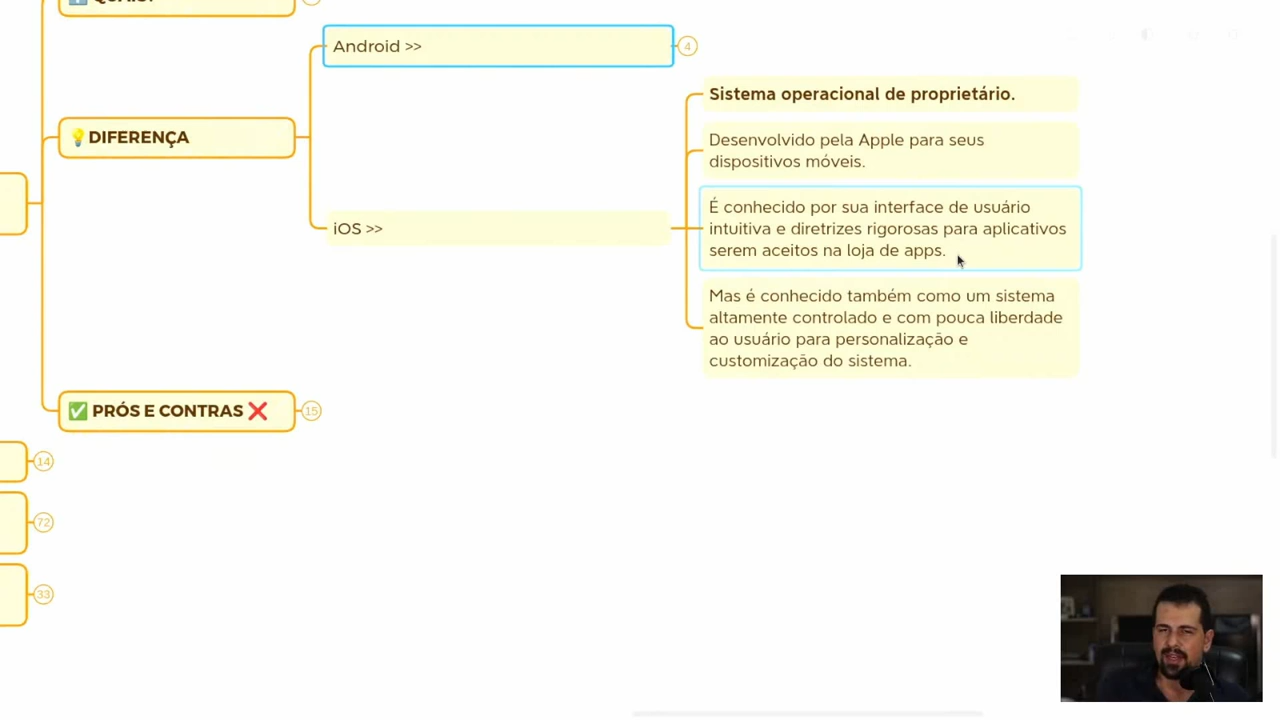 QUAIS?
Android >>
4
Sistema operacional de proprietário.
💡DIFERENÇA
Desenvolvido pela Apple para seus
dispositivos móveis.
É conhecido por sua interface de usuário
intuitiva e diretrizes rigorosas para aplicativos
serem aceitos na loja de apps.
iOS >>
Mas é conhecido também como um sistema
altamente controlado e com pouca liberdade
ao usuário para personalização e
customização do sistema.
✅ PRÓS E CONTRAS ❌
15
14
72
33